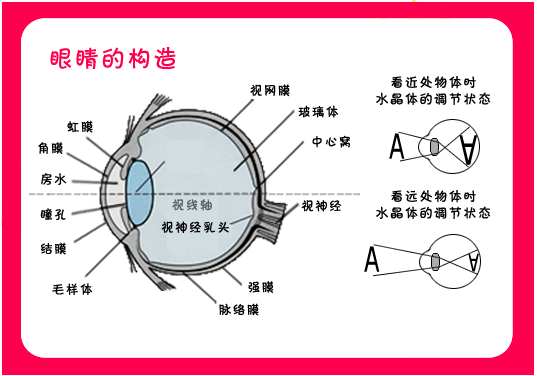 眼睛的构造
视网膜
玻璃体
中心窝
虹膜
角膜
房水
瞳孔
结膜
毛样体
视线轴
视神经乳头
视神经
强膜
脉络膜
看近处物体时
水晶体的调节状态
A
A
看远处物体时
水晶体的调节状态
A
A